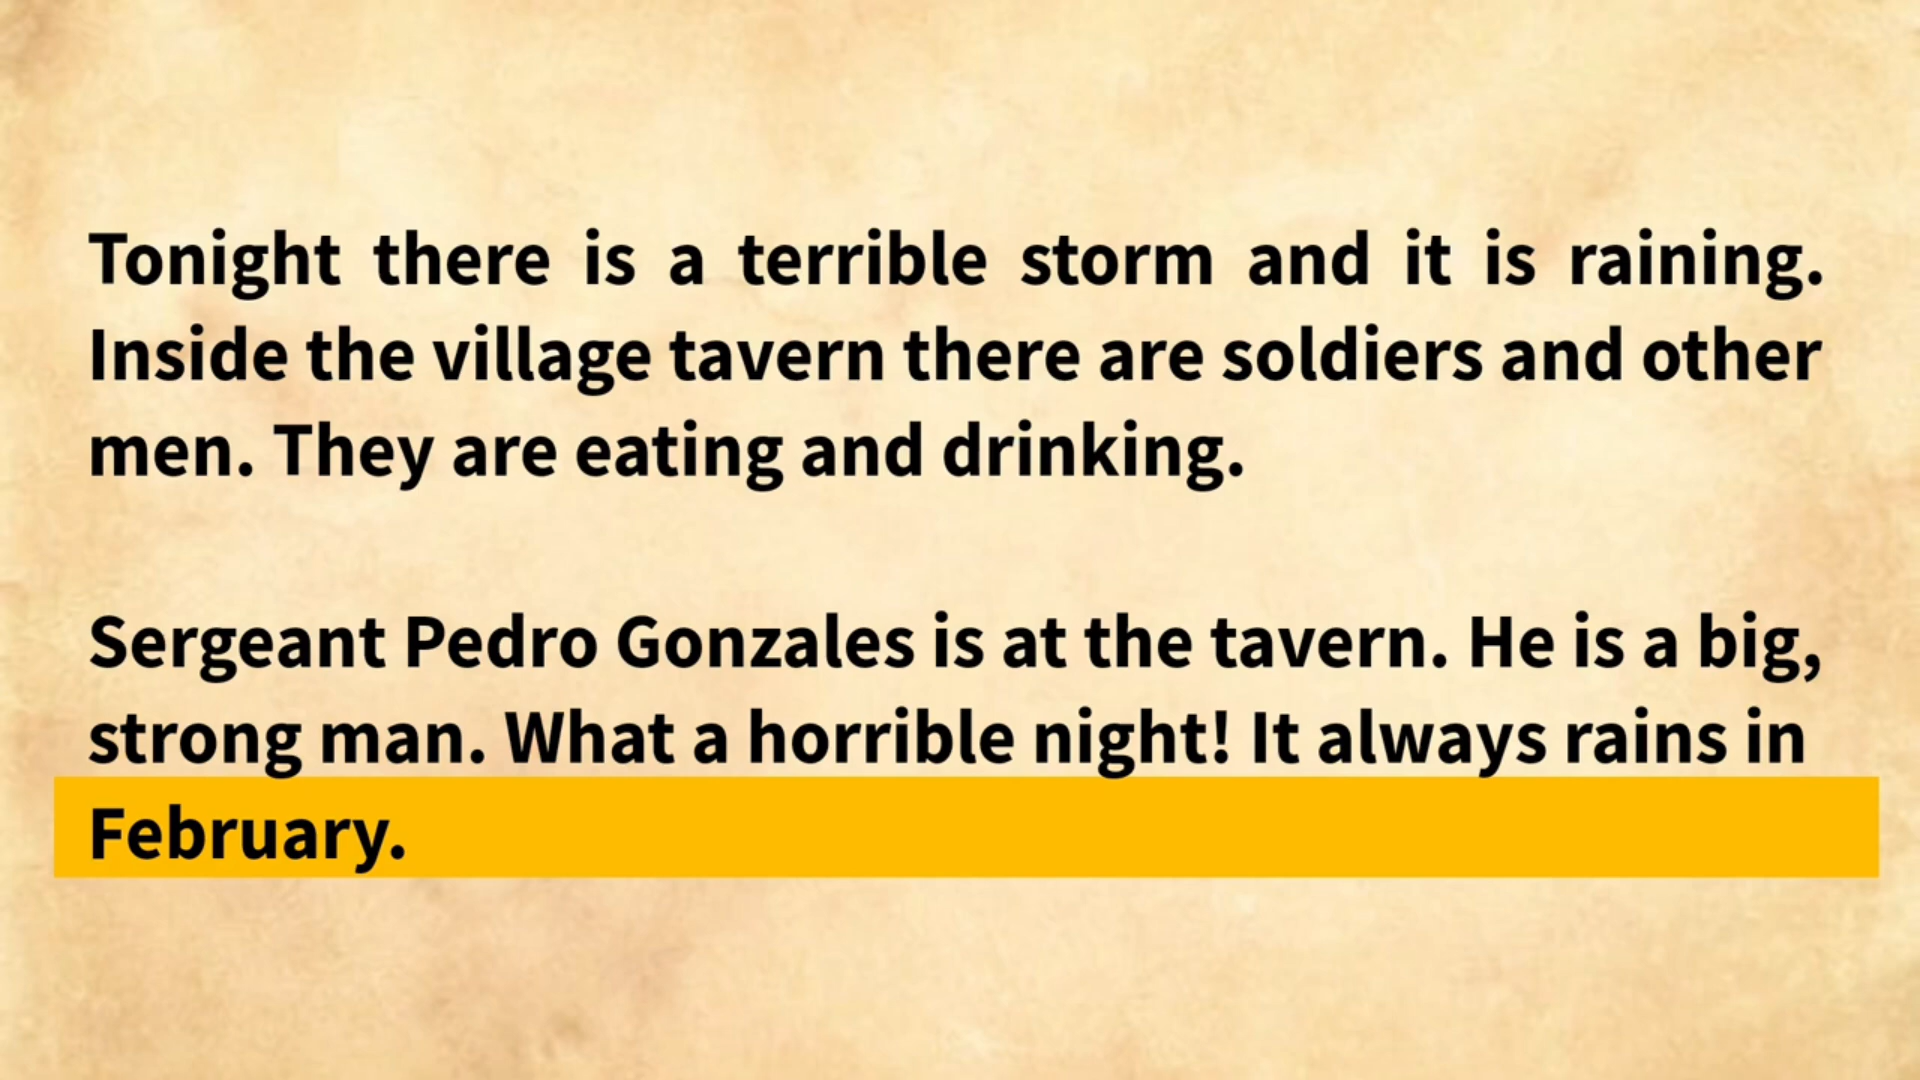 Tonight there is a terrible storm and it is raining.
Inside the village tavern there are soldiers and other
men. They are eating and drinking.
Sergeant Pedro Gonzales is at the tavern. He is a big,
strong man. What a horrible night! It always rains in
February.